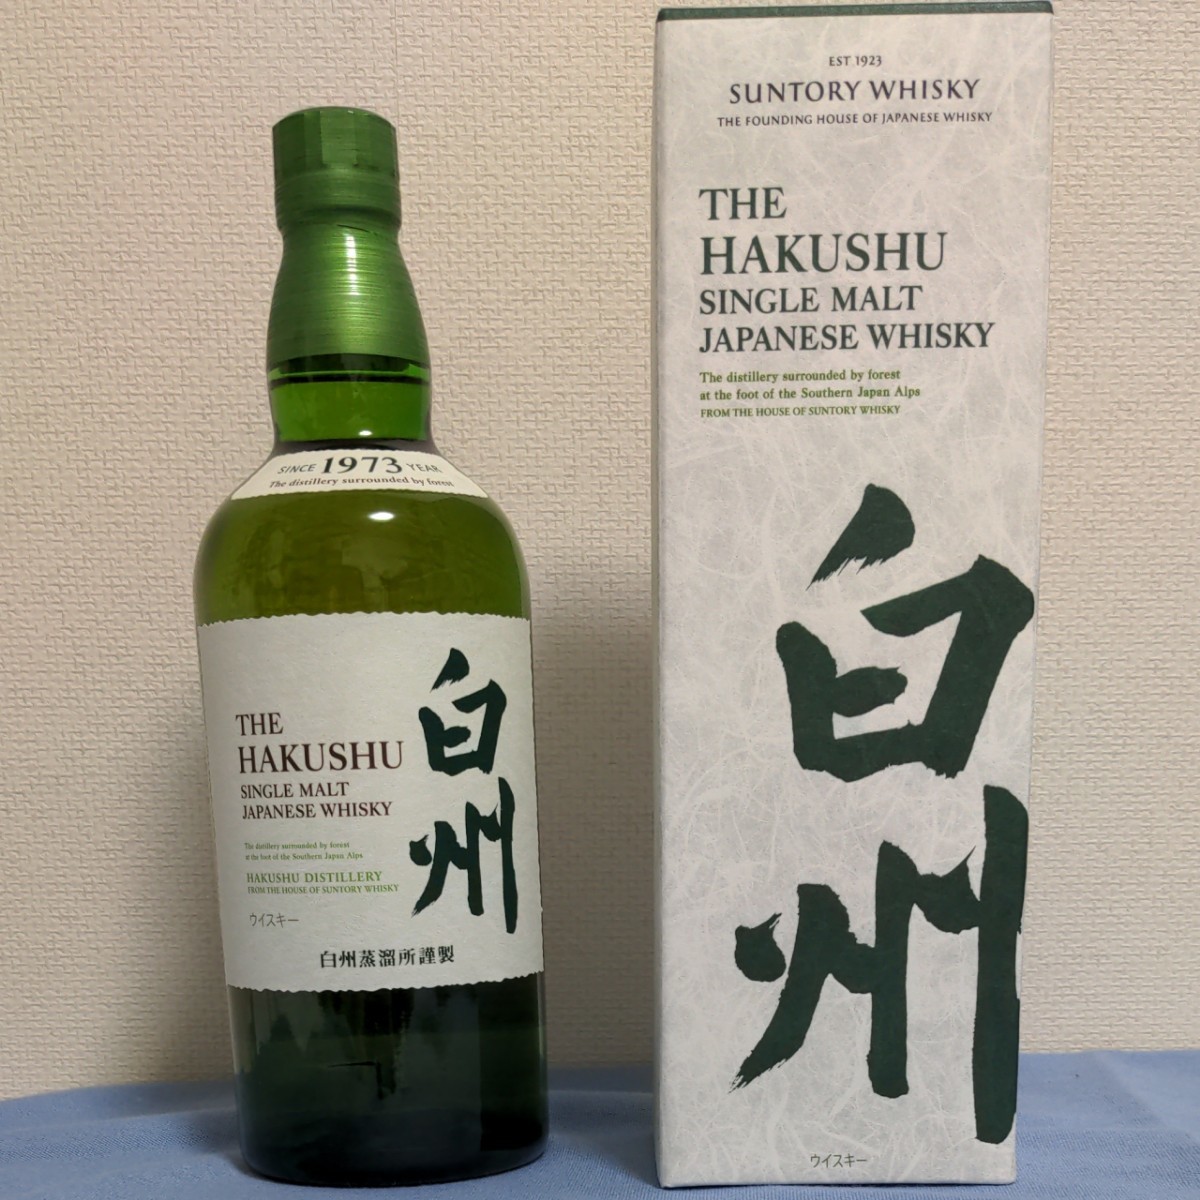 SINCE 1973 YEAR
The distillery surrounded by forest
THE
HAKUSHU
SINGLE MALT
JAPANESE WHISKY
The distillery surrounded by forest
at the foot of the Southern Japan Alps
HAKUSHU DISTILLERY
FROM THE HOUSE OF SUNTORY WHISKY
ウイスキー
白州
白州蒸溜所謹製
EST 1923
SUNTORY WHISKY
THE FOUNDING HOUSE OF JAPANESE WHISKY
THE
HAKUSHU
SINGLE MALT
JAPANESE WHISKY
The distillery surrounded by forest
at the foot of the Southern Japan Alps
FROM THE HOUSE OF SUNTORY WHISKY
白州
ウイスキー